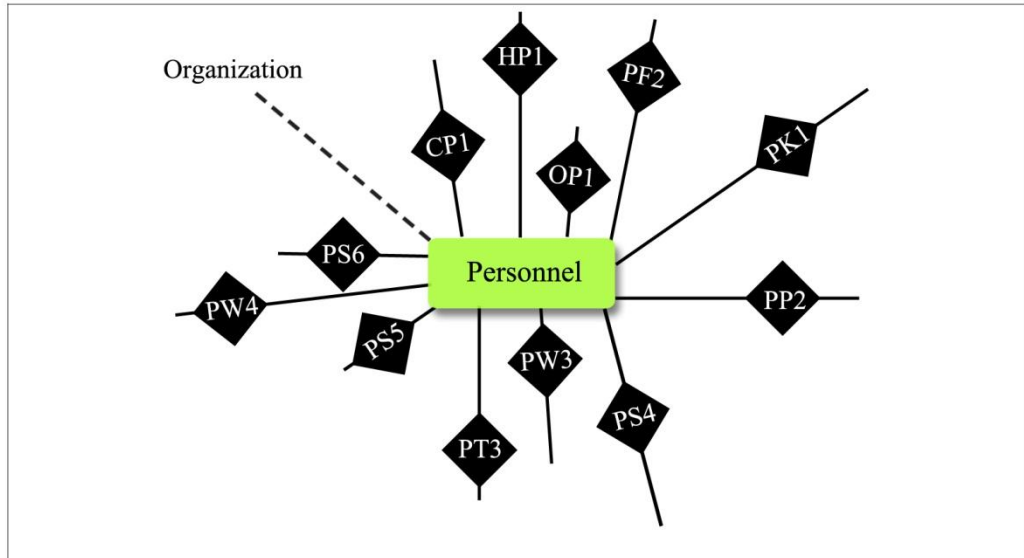 HP1
PF2
Organization
CP1
PK1
OP1
PS6
Personnel
PW4
PP2
PS5
PW3
PS4
PT3